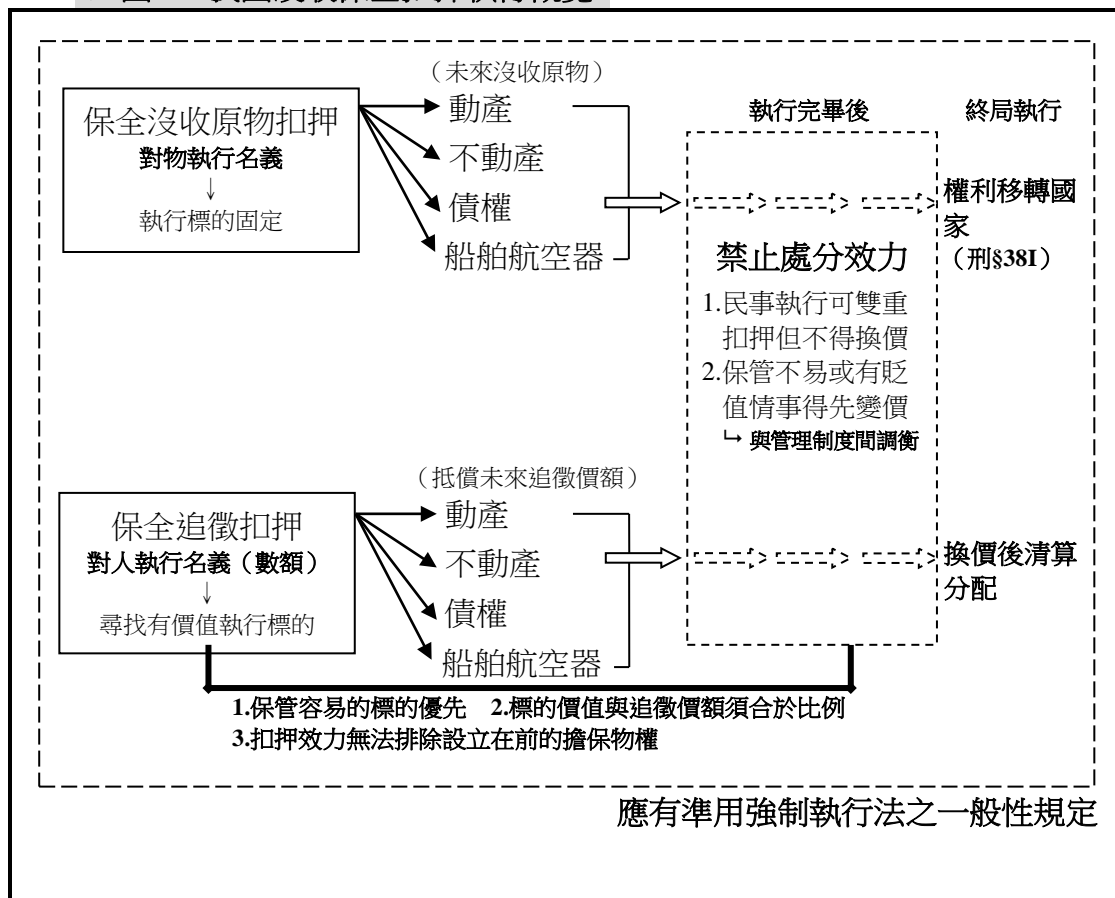 （未來沒收原物）
保全沒收原物扣押
對物執行名義
↓
執行標的固定
動產
不動產
債權
船舶航空器
執行完畢後
終局執行
禁止處分效力
1.民事執行可雙重
扣押但不得換價
2.保管不易或有貶
值情事得先變價
↳ 與管理制度間調衡
權利移轉國
家
（刑§38I）
（抵償未來追徵價額）
保全追徵扣押
對人執行名義（數額）
↓
尋找有價值執行標的
動產
不動產
債權
船舶航空器
換價後清算
分配
1.保管容易的標的優先 2.標的價值與追徵價額須合於比例
3.扣押效力無法排除設立在前的擔保物權
應有準用強制執行法之一般性規定